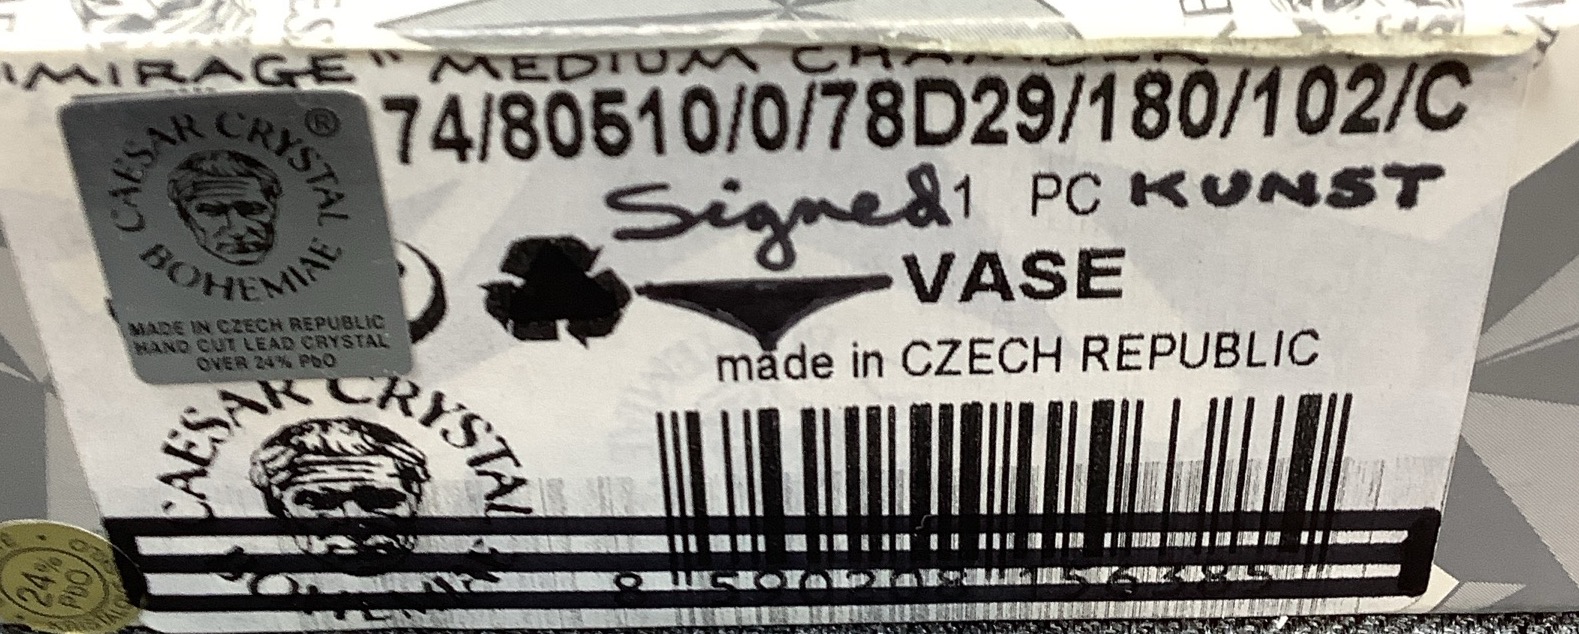 "MIRAGE" MEDIUM
CAESAR CRYSTAL ®
BOHEMIAE
MADE IN CZECH REPUBLIC
HAND CUT LEAD CRYSTAL
OVER 24% PbO
74/80510/0/78D29/180/102/C
Signed 1 PC KUNST
VASE
made in CZECH REPUBLIC
CAESAR CRYSTAL
24% PbO